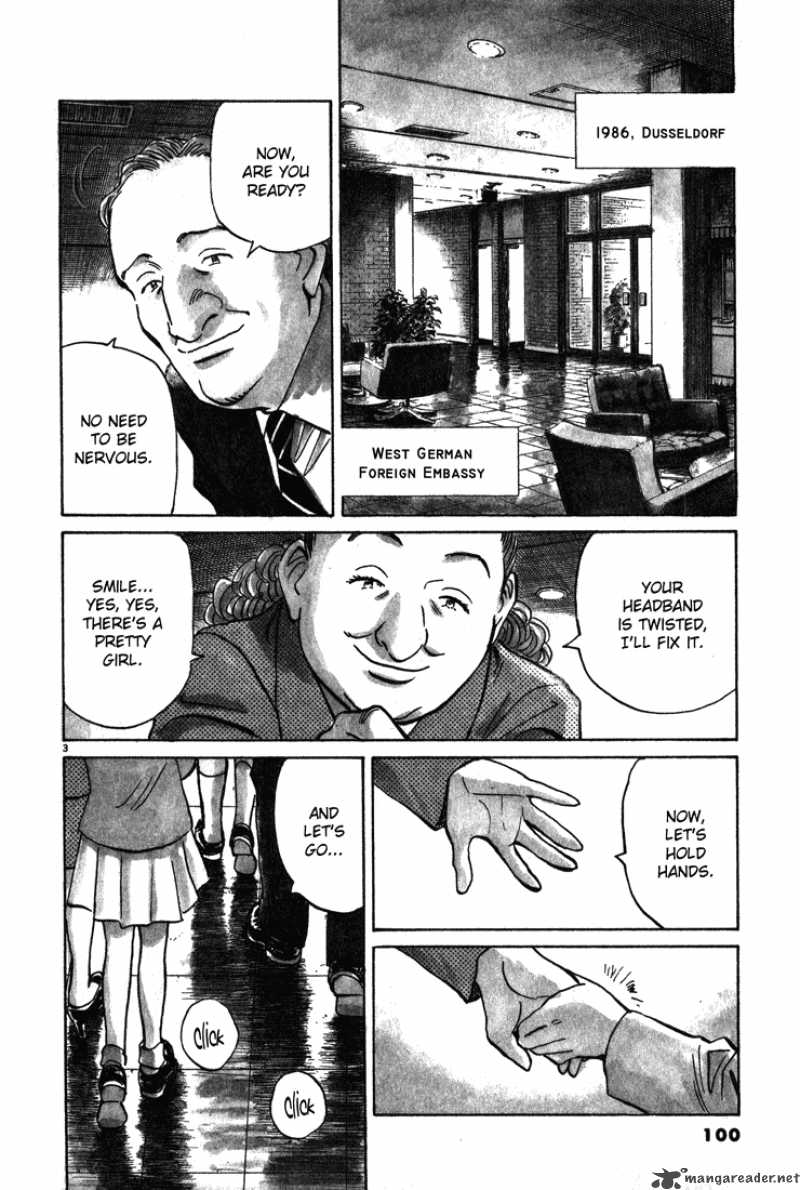 1986, DUSSELDORF
WEST GERMAN
FOREIGN EMBASSY
NOW,
ARE YOU
READY?
NO NEED
TO BE
NERVOUS.
YOUR
HEADBAND
IS TWISTED,
I'LL FIX IT.
SMILE...
YES, YES,
THERE'S A
PRETTY
GIRL.
3
NOW,
LET'S
HOLD
HANDS.
AND
LET'S
GO...
CLICK
CLICK
100
mangareader.net